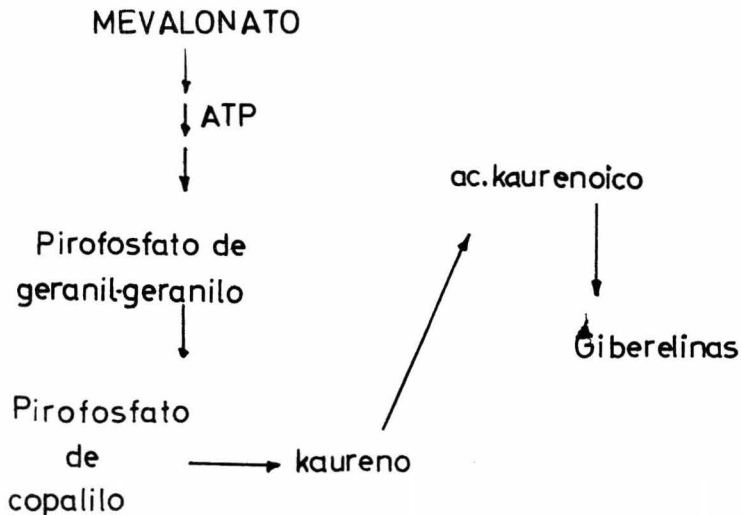 MEVALONATO
ATP
Pirofosfato de
geranil-geranilo
Pirofosfato
de
copalilo
kaureno
ac.kaurenoico
Giberelinas